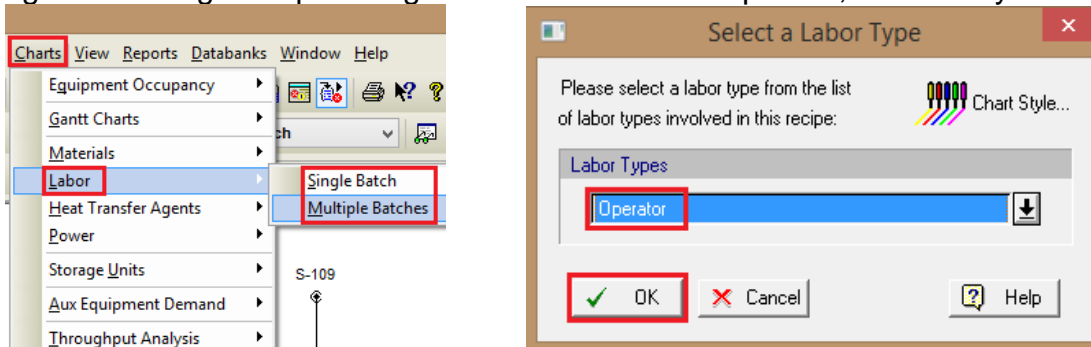 Charts View Reports Databanks Window Help
Equipment Occupancy
Gantt Charts
ch
Materials
Labor
Single Batch
Heat Transfer Agents
Multiple Batches
Power
Storage Units
S-109
Aux Equipment Demand
Throughput Analysis
Select a Labor Type
Please select a labor type from the list
of labor types involved in this recipe:
Chart Style...
Labor Types
Operator
OK Cancel Help